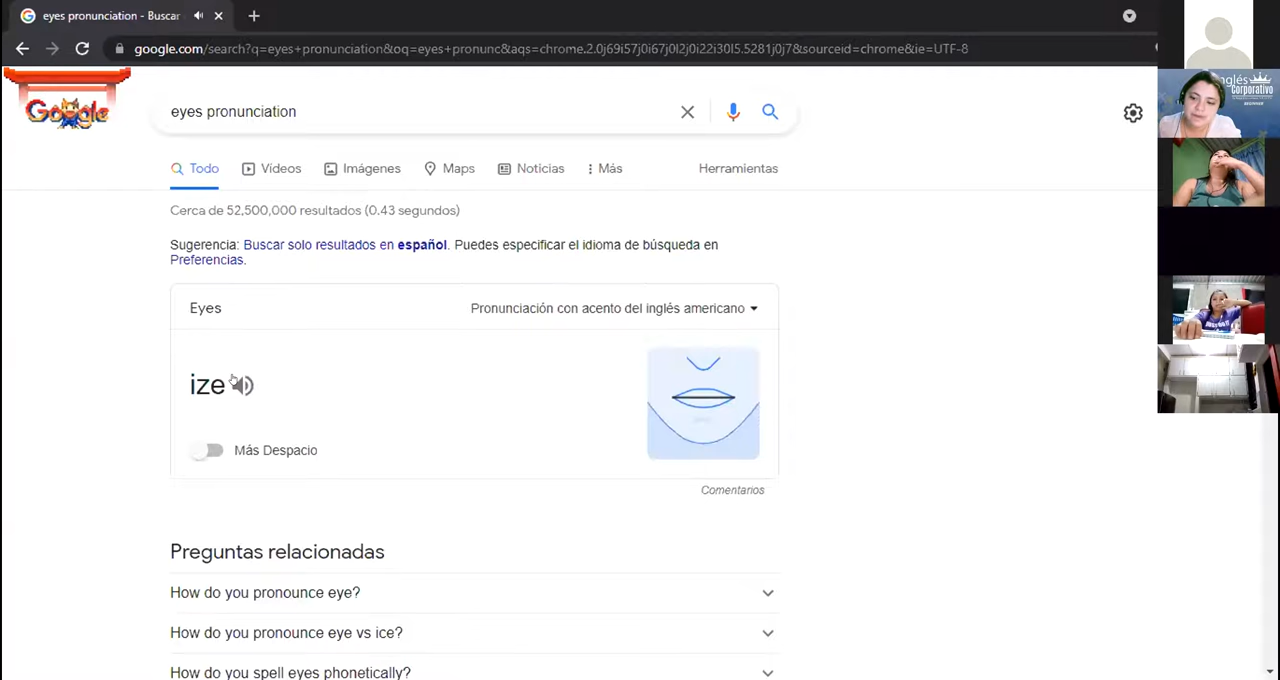 eyes pronunciation - Buscar
google.com/search?q=eyes+pronunciation&oq=eyes+pronunc&aqs=chrome.2.0j69i57j0i67j0l2j0i22i30l5.5281j0j7&sourceid=chrome&ie=UTF-8
Google
eyes pronunciation
Todo Vídeos Imágenes Maps Noticias Más Herramientas
Cerca de 52,500,000 resultados (0.43 segundos)
Sugerencia: Buscar solo resultados en español. Puedes especificar el idioma de búsqueda en
Preferencias.
Eyes Pronunciación con acento del inglés americano
ize
Más Despacio
Comentarios
Preguntas relacionadas
How do you pronounce eye?
How do you pronounce eye vs ice?
How do you spell eyes phonetically?
Inglés
Corporativo